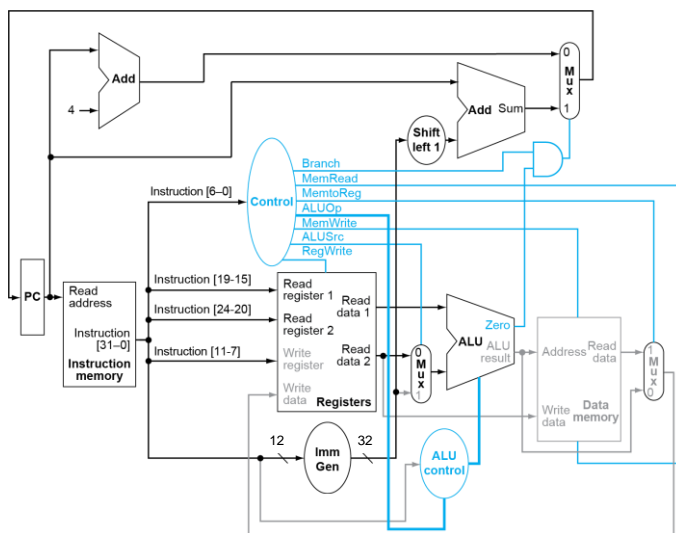 Add
4
Add
Sum
0
Mux
1
Shift
left 1
Branch
MemRead
MemtoReg
ALUOp
MemWrite
ALUSrc
RegWrite
Control
Instruction [6–0]
PC
Read
address
Instruction
[31–0]
Instruction
memory
Instruction [19-15]
Instruction [24-20]
Instruction [11-7]
Read
register 1
Read
register 2
Write
register
Write
data
Read
data 1
Read
data 2
Registers
0
Mux
1
Zero
ALU
ALU
result
Address
Read
data
Write
data
Data
memory
1
Mux
0
12
Imm
Gen
32
ALU
control